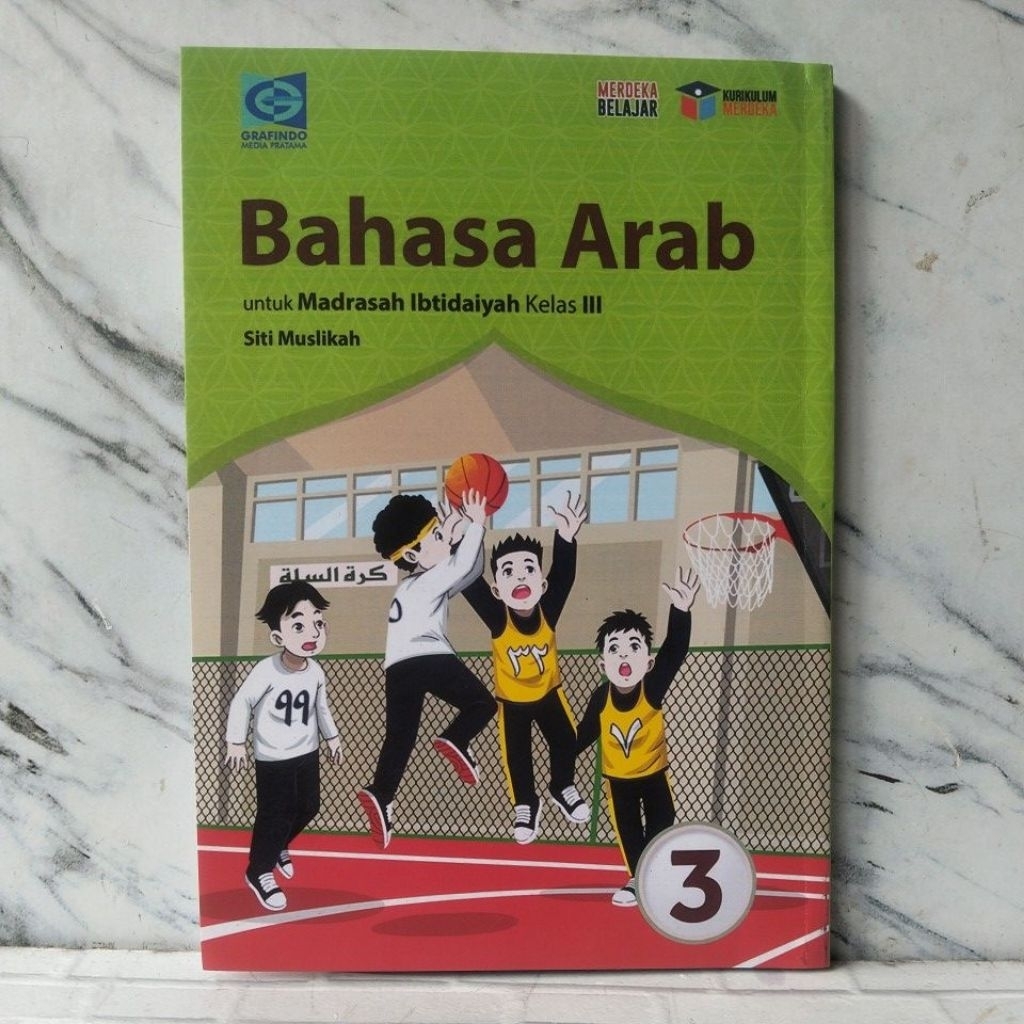 GRAFINDO
MEDIA PRATAMA
MERDEKA
BELAJAR
KURIKULUM
MERDEKA
Bahasa Arab
untuk Madrasah Ibtidaiyah Kelas III
Siti Muslikah
كرة السلة
٩٩
٣٢
٧
3